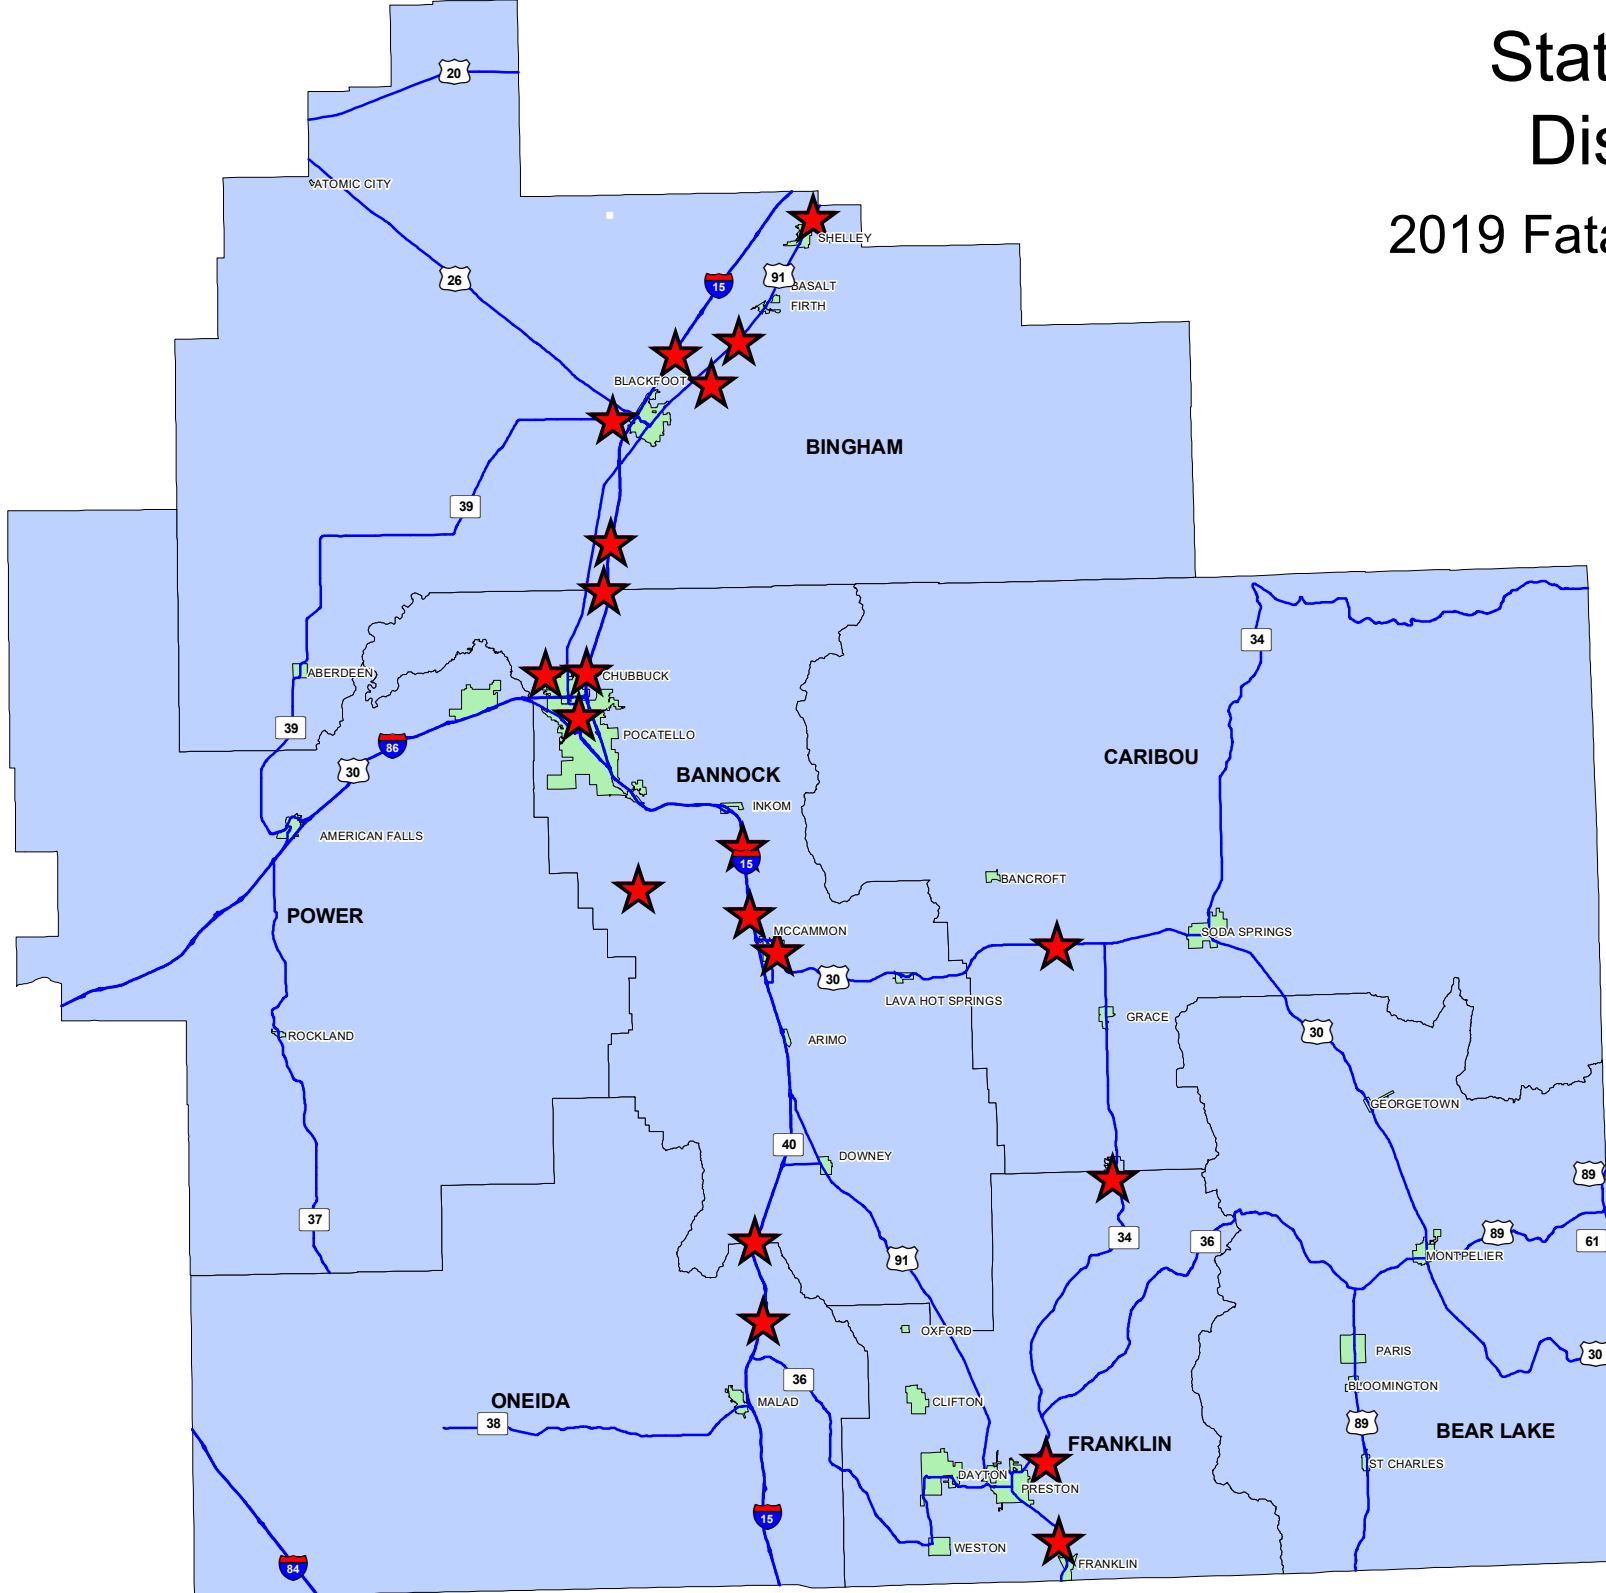 Stat
Dis
2019 Fata
20
ATOMIC CITY
SHELLEY
26
15
91
BASALT
FIRTH
BLACKFOOT
BINGHAM
39
34
ABERDEEN
CHUBBUCK
39
86
POCATELLO
30
BANNOCK
CARIBOU
INKOM
AMERICAN FALLS
15
BANCROFT
POWER
MCCAMMON
SODA SPRINGS
30
LAVA HOT SPRINGS
GRACE
30
ROCKLAND
ARIMO
GEORGETOWN
40
DOWNEY
89
37
34
36
89
61
91
MONTPELIER
OXFORD
30
PARIS
36
BLOOMINGTON
ONEIDA
MALAD
CLIFTON
38
89
BEAR LAKE
FRANKLIN
ST CHARLES
DAYTON
PRESTON
15
WESTON
84
FRANKLIN